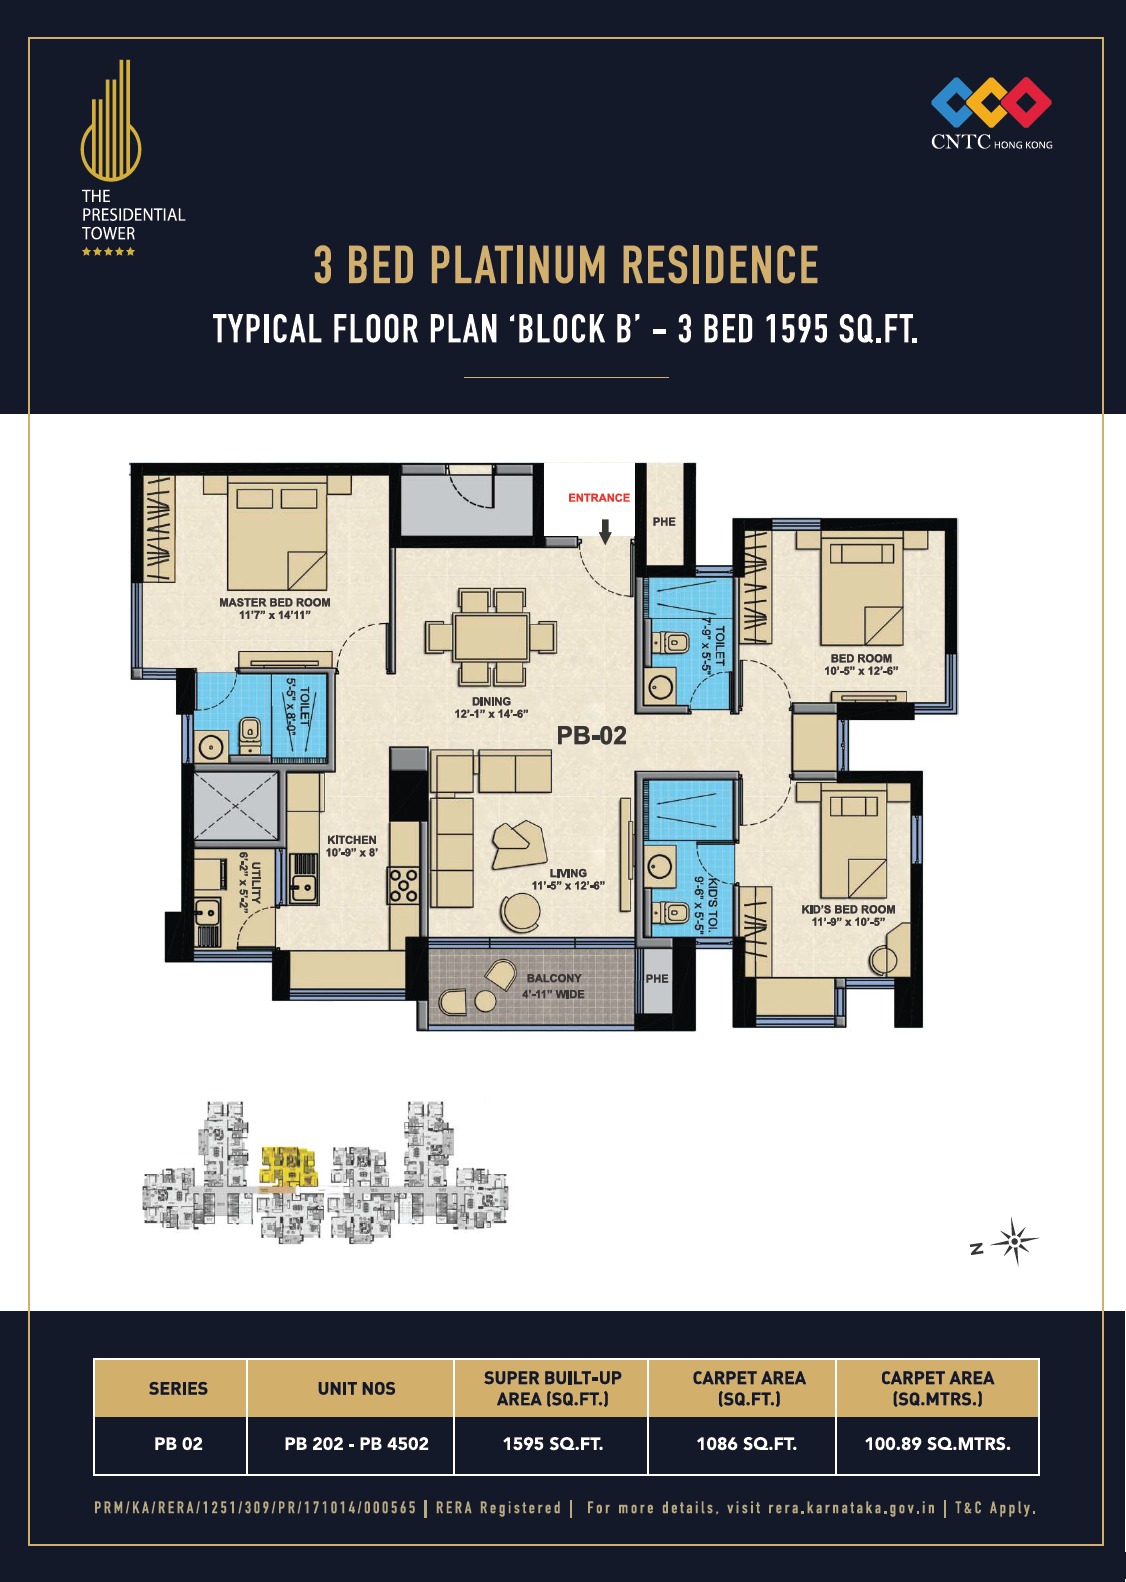 THE
PRESIDENTIAL
TOWER
CNTC HONG KONG
3 BED PLATINUM RESIDENCE
TYPICAL FLOOR PLAN ‘BLOCK B’ – 3 BED 1595 SQ.FT.
ENTRANCE
PHE
MASTER BED ROOM
11'7” x 14'11”
TOILET
7'-9” x 5'-5”
BED ROOM
10'-5” x 12'-6”
TOILET
5'-5” x 8'-0”
DINING
12'-1” x 14'-6”
PB-02
KITCHEN
10'-9” x 8'
UTILITY
6'-2” x 5'-2”
LIVING
11'-5” x 12'-6”
KID'S TOI.
9'-6” x 5'-5”
KID'S BED ROOM
11'-9” x 10'-5”
BALCONY
4'-11” WIDE
PHE
N
SERIES
UNIT NOS
SUPER BUILT-UP
AREA (SQ.FT.)
CARPET AREA
(SQ.FT.)
CARPET AREA
(SQ.MTRS.)
PB 02
PB 202 - PB 4502
1595 SQ.FT.
1086 SQ.FT.
100.89 SQ.MTRS.
PRM/KA/RERA/1251/309/PR/171014/000565 | RERA Registered | For more details, visit rera.karnataka.gov.in | T&C Apply.